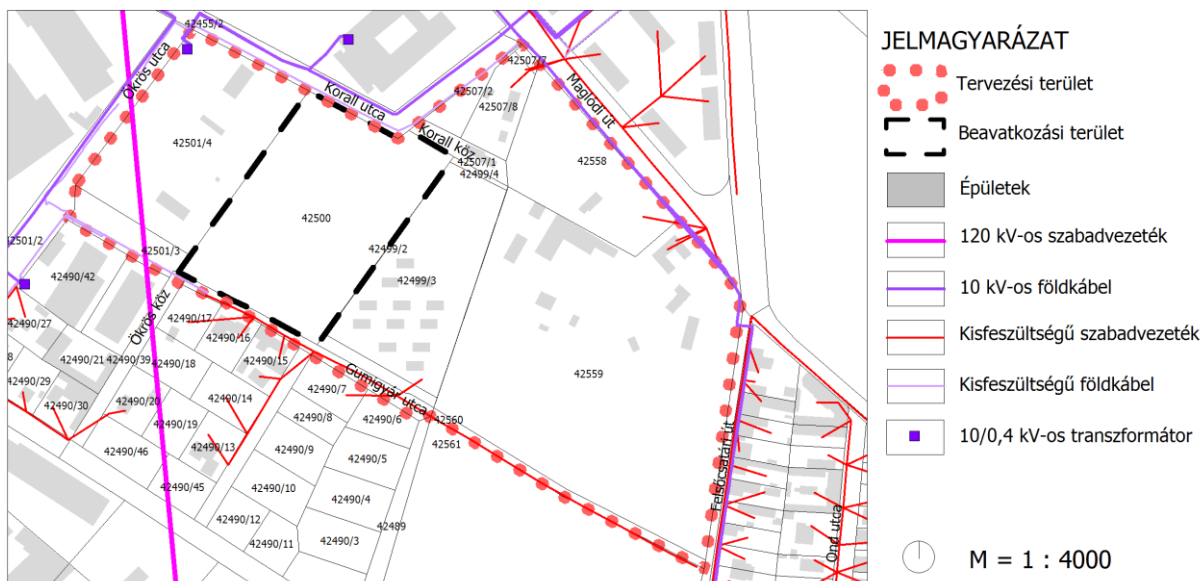 42455/2
Ökrös utca
Korall utca
42507/7
Maglódi út
42507/2
42507/8
42501/4
Korall köz
42507/1
42499/4
42558
42500
42501/2
42501/3
42499/2
42499/3
42490/42
Ökrös köz
42490/27
42490/17
42490/16
42490/15
42490/21
42490/39
42490/18
8
42490/29
42490/7
Gumigyár utca
42559
42490/30
42490/20
42490/14
42490/8
42490/6
42560
42561
42490/19
42490/13
42490/46
42490/9
42490/5
42490/45
42490/10
42490/4
42490/12
42489
42490/11
42490/3
Felsőcsatári út
Ond utca
JELMAGYARÁZAT
Tervezési terület
Beavatkozási terület
Épületek
120 kV-os szabadvezeték
10 kV-os földkábel
Kisfeszültségű szabadvezeték
Kisfeszültségű földkábel
10/0,4 kV-os transzformátor
M = 1 : 4000